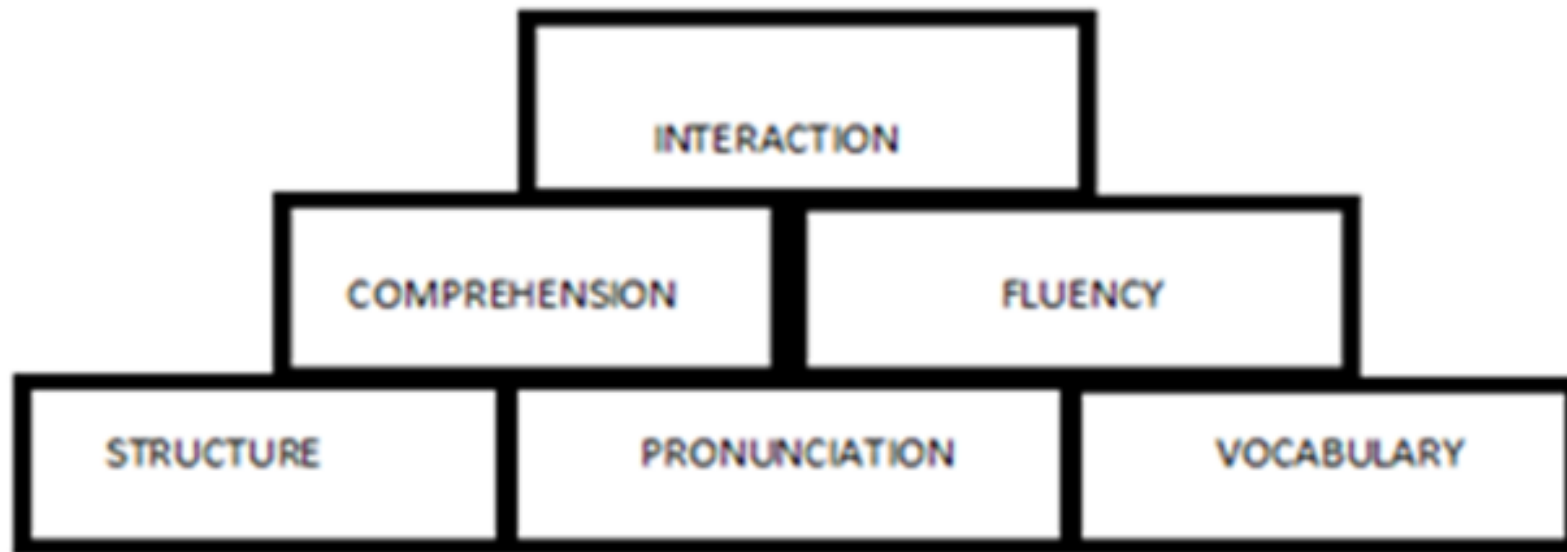 INTERACTION
COMPREHENSION FLUENCY
STRUCTURE PRONUNCIATION VOCABULARY